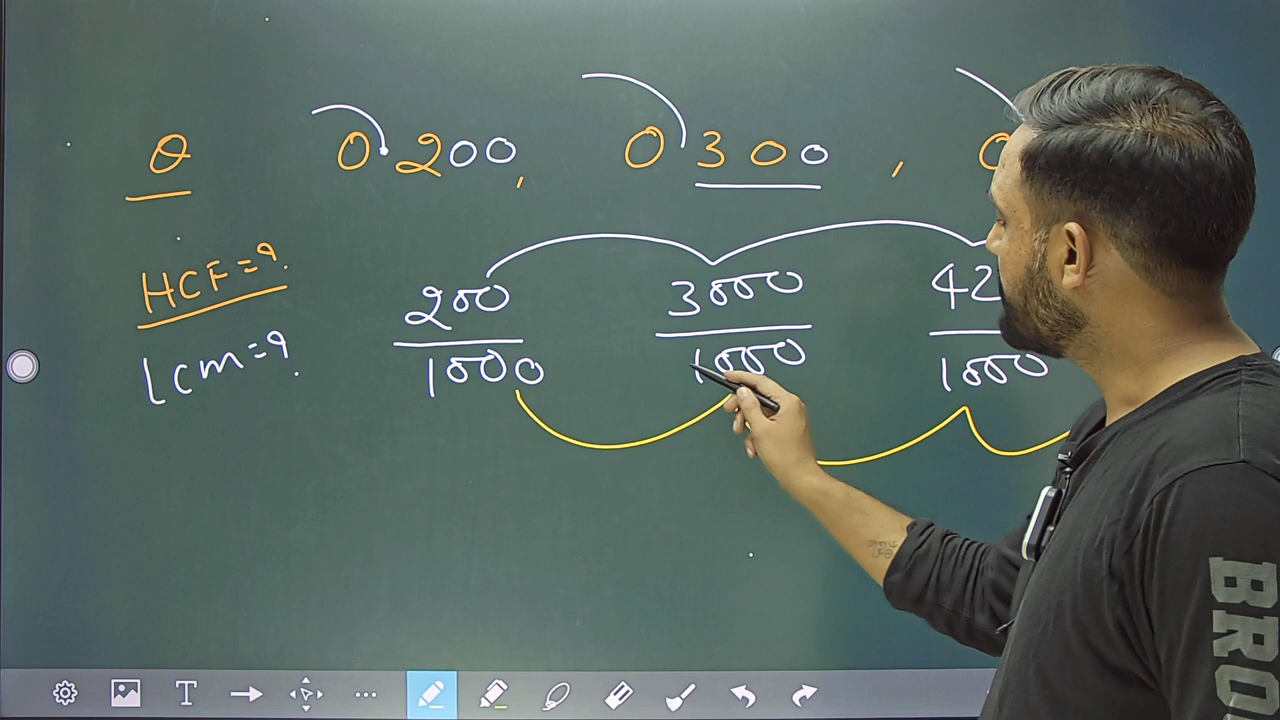 Q 0.200, 0 300, 0
HCF=?
200 3000 42
1000 1000 1000
LCM=?
BRO
T